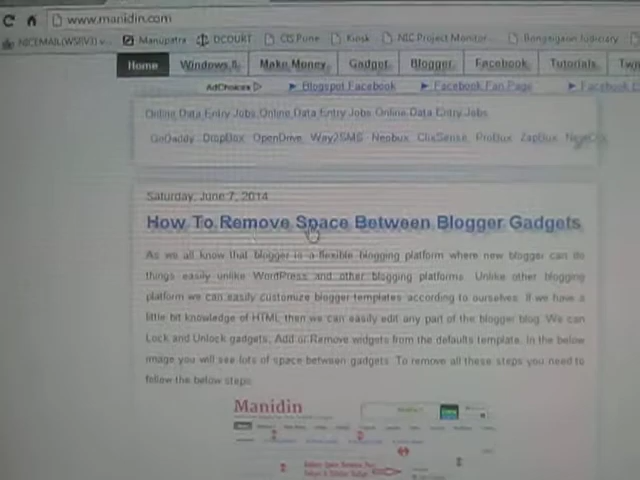 www.manidin.com
NICEMAIL(WSRV3) v... Manupatra DCOURT CIS Pune Kiosk NIC Project Monitor... Bongaigaon Judiciary
Home Windows 8 Make Money Gadget Blogger Facebook Tutorials
AdChoices ► Blogspot Facebook ► Facebook Fan Page ► Facebook
Online Data Entry Jobs Online Data Entry Jobs Online Data Entry Jobs
GoDaddy DropBox OpenDrive Way2SMS Neobux ClixSense ProBux ZapBux
Saturday, June 7, 2014
How To Remove Space Between Blogger Gadgets
As we all know that blogger is a flexible blogging platform where new blogger can do
things easily unlike WordPress and other blogging platforms. Unlike other blogging
platform we can easily customize blogger templates according to ourselves. If we have a
little bit knowledge of HTML then we can easily edit any part of the blogger blog. We can
Lock and Unlock gadgets, Add or Remove widgets from the defaults template. In the below
image you will see lots of space between gadgets. To remove all these steps you need to
follow the below steps.
Manidin